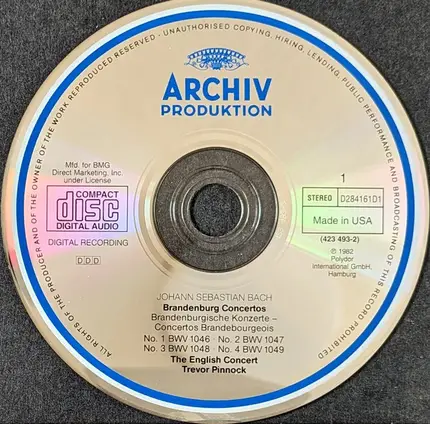 ALL RIGHTS OF THE PRODUCER AND OF THE OWNER OF THE WORK REPRODUCED RESERVED - UNAUTHORISED COPYING, HIRING, LENDING, PUBLIC PERFORMANCE AND BROADCASTING OF THIS RECORD PROHIBITED
ARCHIV
PRODUKTION
Mfd. for BMG
Direct Marketing, Inc.
under License
COMPACT
disc
DIGITAL AUDIO
DIGITAL RECORDING
DDD
1
STEREO D284161D1
Made in USA
(423 493-2)
℗ 1982
Polydor
International GmbH,
Hamburg
JOHANN SEBASTIAN BACH
Brandenburg Concertos
Brandenburgische Konzerte –
Concertos Brandebourgeois
No. 1 BWV 1046 · No. 2 BWV 1047
No. 3 BWV 1048 · No. 4 BWV 1049
The English Concert
Trevor Pinnock